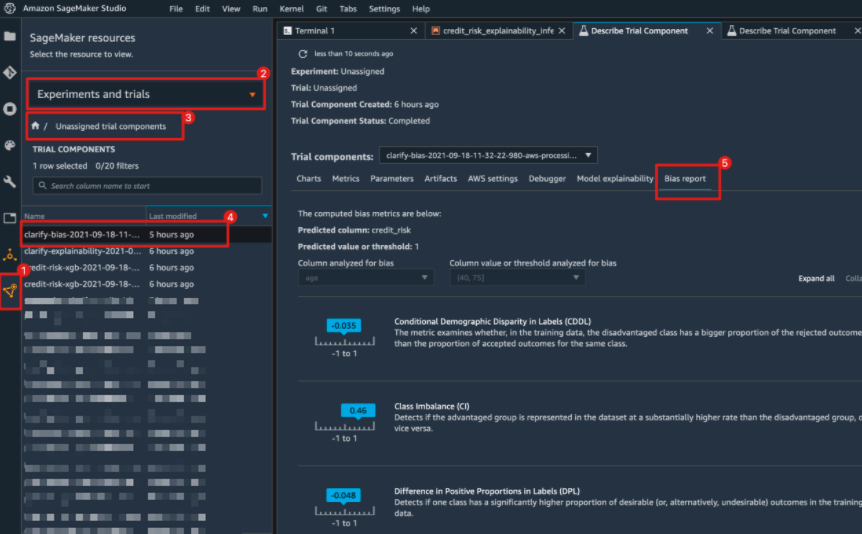 Amazon SageMaker Studio
File Edit View Run Kernel Git Tabs Settings Help
SageMaker resources
Select the resource to view.
2
Experiments and trials
3
/ Unassigned trial components
TRIAL COMPONENTS
1 row selected 0/20 filters
Search column name to start
Name Last modified
4
clarify-bias-2021-09-18-11-... 5 hours ago
clarify-explainability-2021-0... 6 hours ago
1
credit-risk-xgb-2021-09-18-... 6 hours ago
credit-risk-xgb-2021-09-18-... 6 hours ago
Terminal 1
credit_risk_explainability_infe
Describe Trial Component
Describe Trial Component
less than 10 seconds ago
Experiment: Unassigned
Trial: Unassigned
Trial Component Created: 6 hours ago
Trial Component Status: Completed
Trial components: clarify-bias-2021-09-18-11-32-22-980-aws-processi...
5
Charts Metrics Parameters Artifacts AWS settings Debugger Model explainability Bias report
The computed bias metrics are below:
Predicted column: credit_risk
Predicted value or threshold: 1
Column analyzed for bias Column value or threshold analyzed for bias
age (40, 75] Expand all Colla
-0.035
-1 to 1
Conditional Demographic Disparity in Labels (CDDL)
The metric examines whether, in the training data, the disadvantaged class has a bigger proportion of the rejected outcome
than the proportion of accepted outcomes for the same class.
0.46
-1 to 1
Class Imbalance (CI)
Detects if the advantaged group is represented in the dataset at a substantially higher rate than the disadvantaged group, o
vice versa.
-0.048
-1 to 1
Difference in Positive Proportions in Labels (DPL)
Detects if one class has a significantly higher proportion of desirable (or, alternatively, undesirable) outcomes in the training
data.